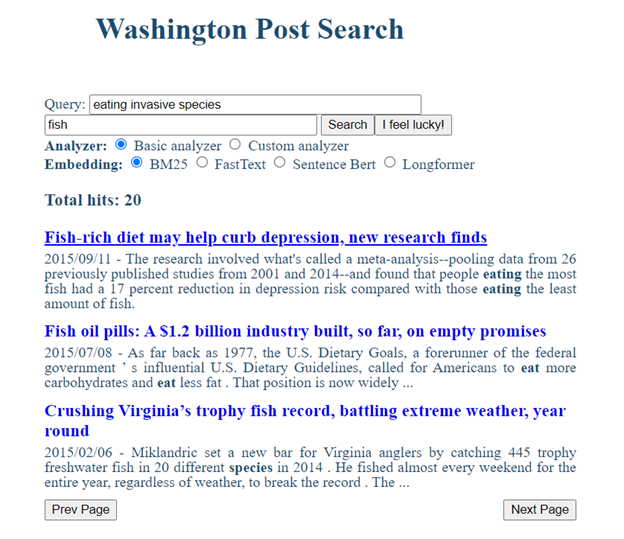 Washington Post Search
Query: eating invasive species
fish Search I feel lucky!
Analyzer: Basic analyzer Custom analyzer
Embedding: BM25 FastText Sentence Bert Longformer
Total hits: 20
Fish-rich diet may help curb depression, new research finds
2015/09/11 - The research involved what's called a meta-analysis--pooling data from 26
previously published studies from 2001 and 2014--and found that people eating the most
fish had a 17 percent reduction in depression risk compared with those eating the least
amount of fish.
Fish oil pills: A $1.2 billion industry built, so far, on empty promises
2015/07/08 - As far back as 1977, the U.S. Dietary Goals, a forerunner of the federal
government ’ s influential U.S. Dietary Guidelines, called for Americans to eat more
carbohydrates and eat less fat . That position is now widely ...
Crushing Virginia’s trophy fish record, battling extreme weather, year
round
2015/02/06 - Miklandric set a new bar for Virginia anglers by catching 445 trophy
freshwater fish in 20 different species in 2014 . He fished almost every weekend for the
entire year, regardless of weather, to break the record . The ...
Prev Page Next Page